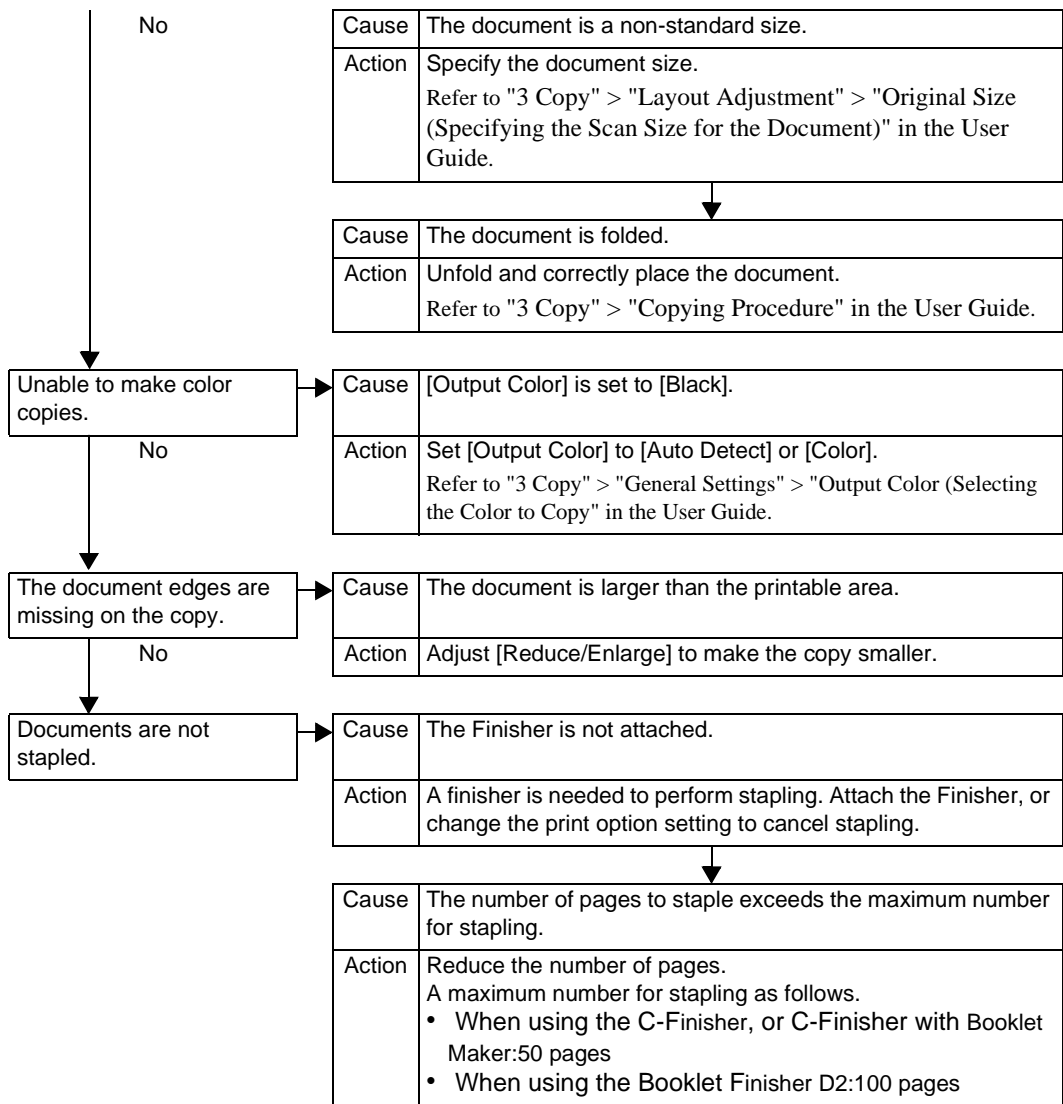 No
Cause The document is a non-standard size.
Action Specify the document size.
Refer to "3 Copy" > "Layout Adjustment" > "Original Size
(Specifying the Scan Size for the Document)" in the User
Guide.
Cause The document is folded.
Action Unfold and correctly place the document.
Refer to "3 Copy" > "Copying Procedure" in the User Guide.
Unable to make color
copies.
Cause [Output Color] is set to [Black].
No
Action Set [Output Color] to [Auto Detect] or [Color].
Refer to "3 Copy" > "General Settings" > "Output Color (Selecting
the Color to Copy" in the User Guide.
The document edges are
missing on the copy.
Cause The document is larger than the printable area.
No
Action Adjust [Reduce/Enlarge] to make the copy smaller.
Documents are not
stapled.
Cause The Finisher is not attached.
Action A finisher is needed to perform stapling. Attach the Finisher, or
change the print option setting to cancel stapling.
Cause The number of pages to staple exceeds the maximum number
for stapling.
Action Reduce the number of pages.
A maximum number for stapling as follows.
• When using the C-Finisher, or C-Finisher with Booklet
Maker:50 pages
• When using the Booklet Finisher D2:100 pages